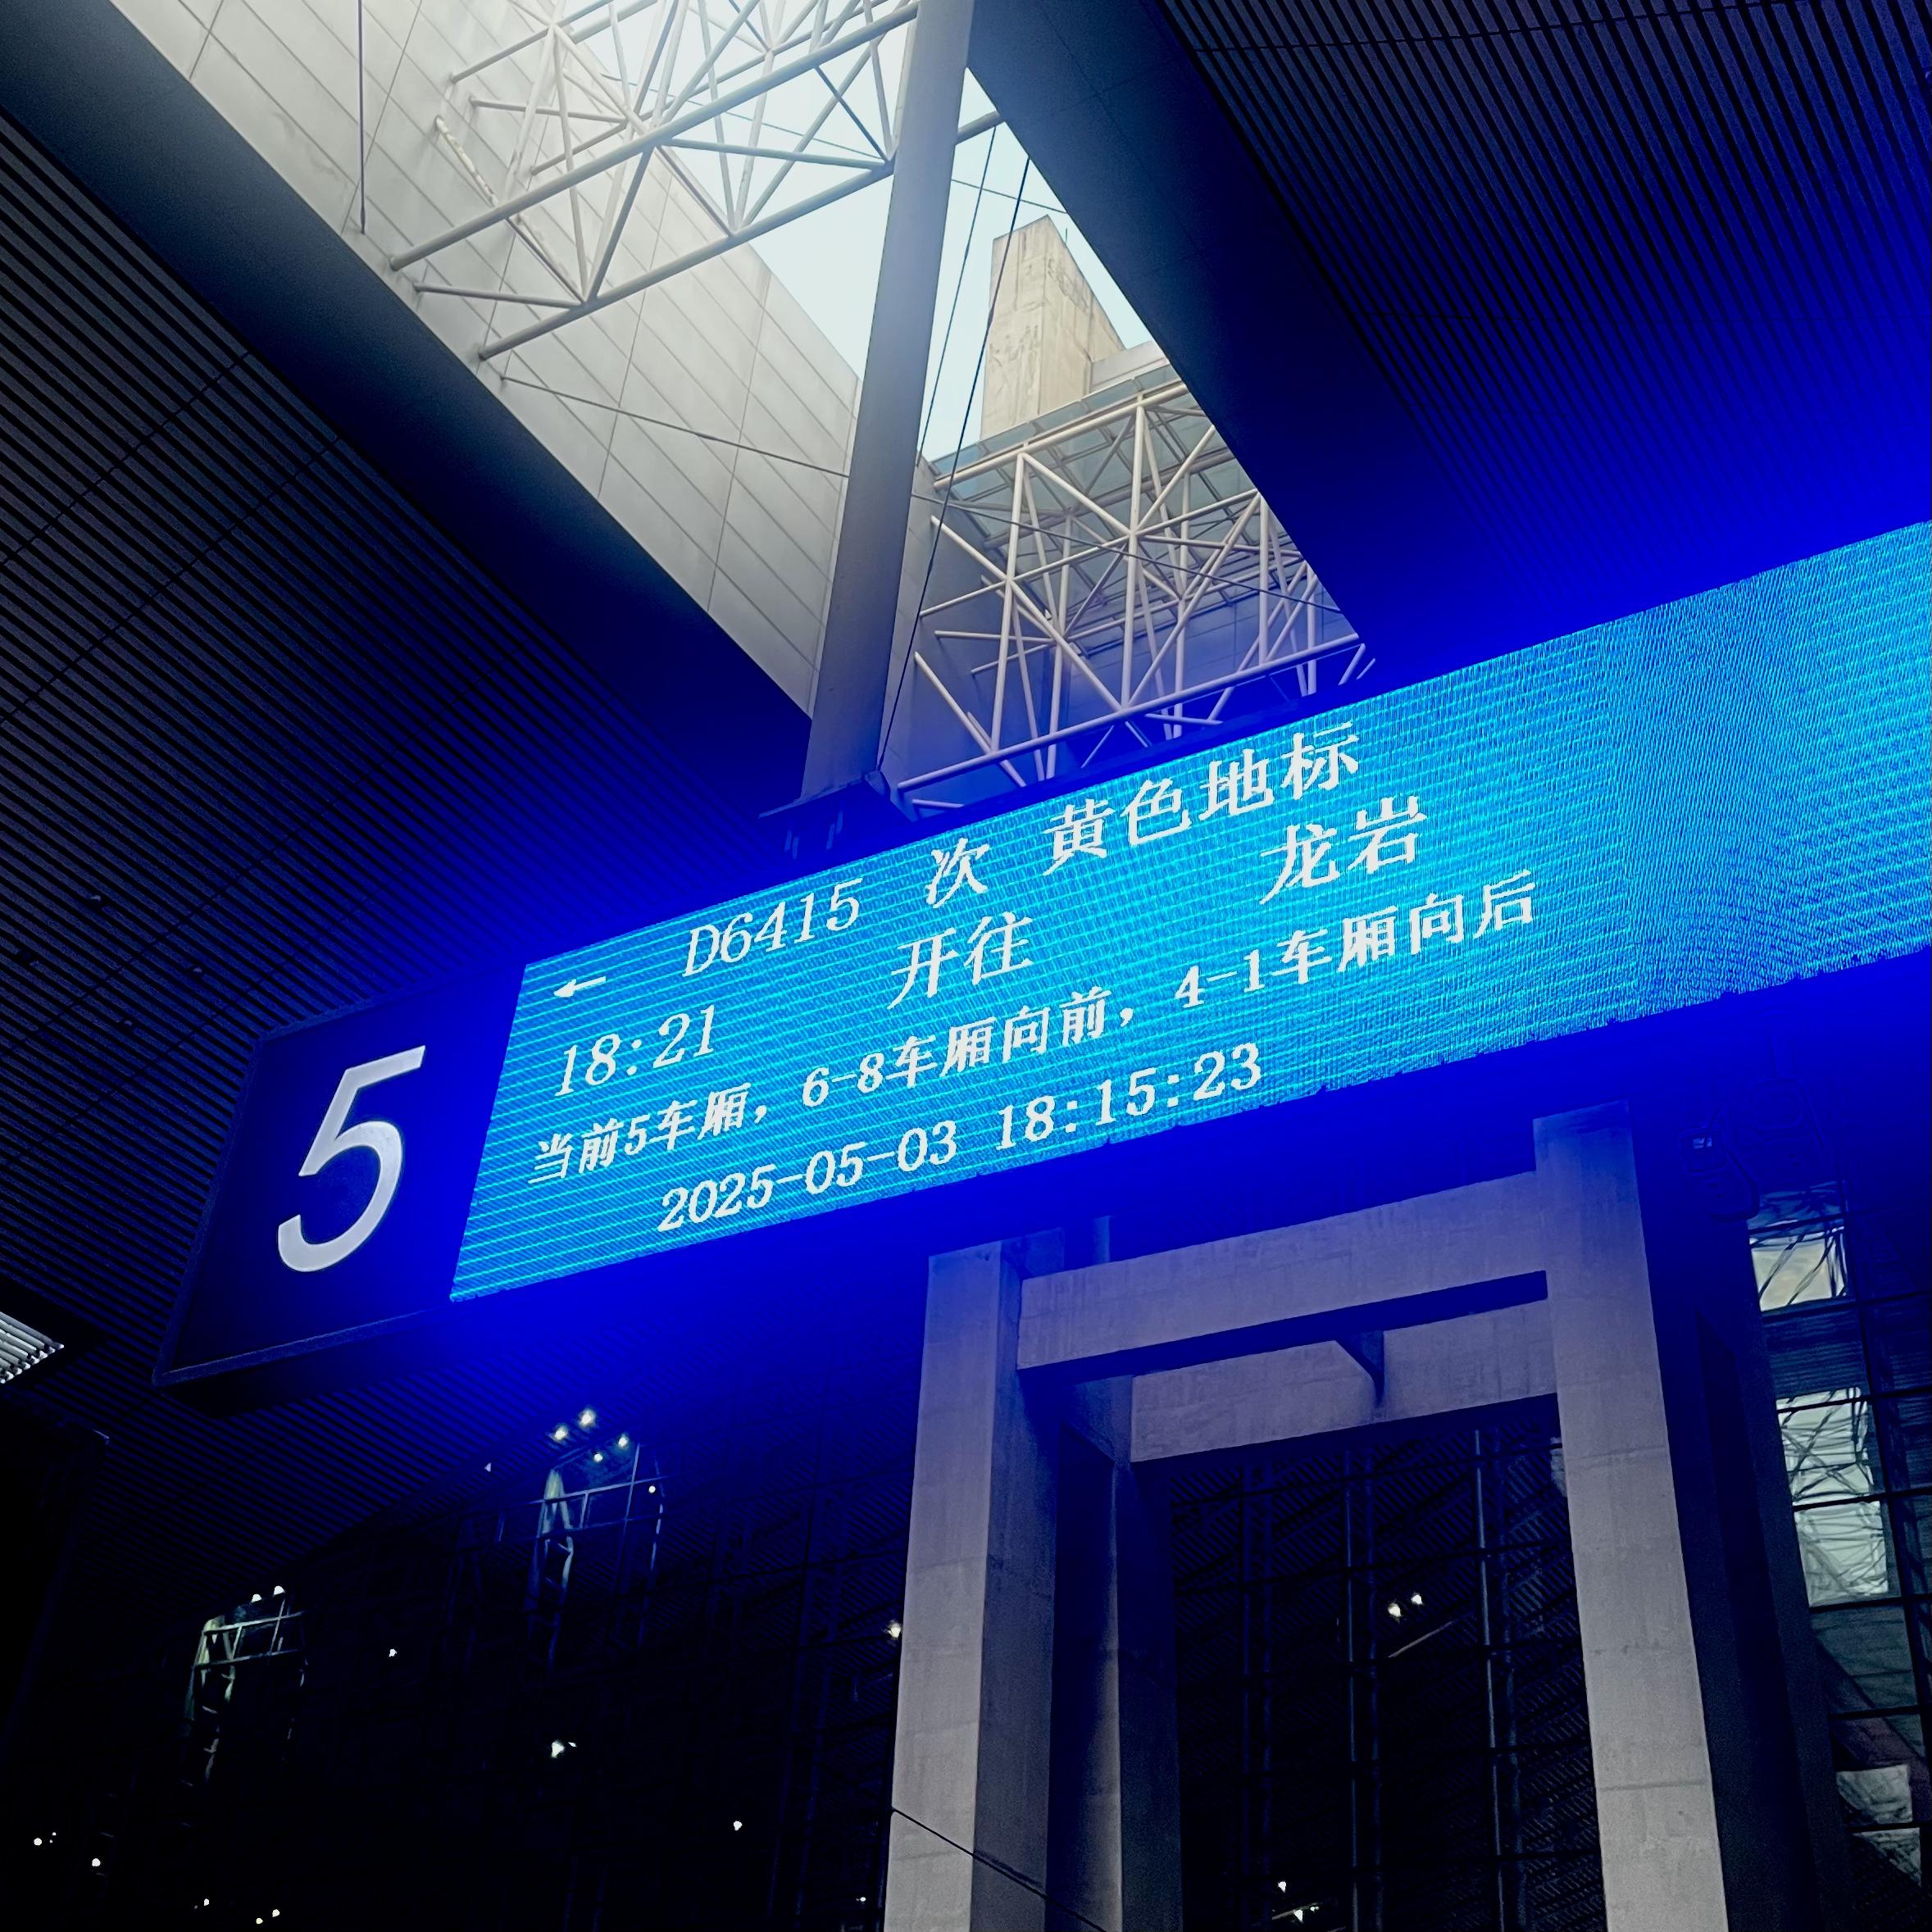 5
← D6415 次 黄色地标
18:21 开往 龙岩
当前5车厢，6-8车厢向前，4-1车厢向后
2025-05-03 18:15:23